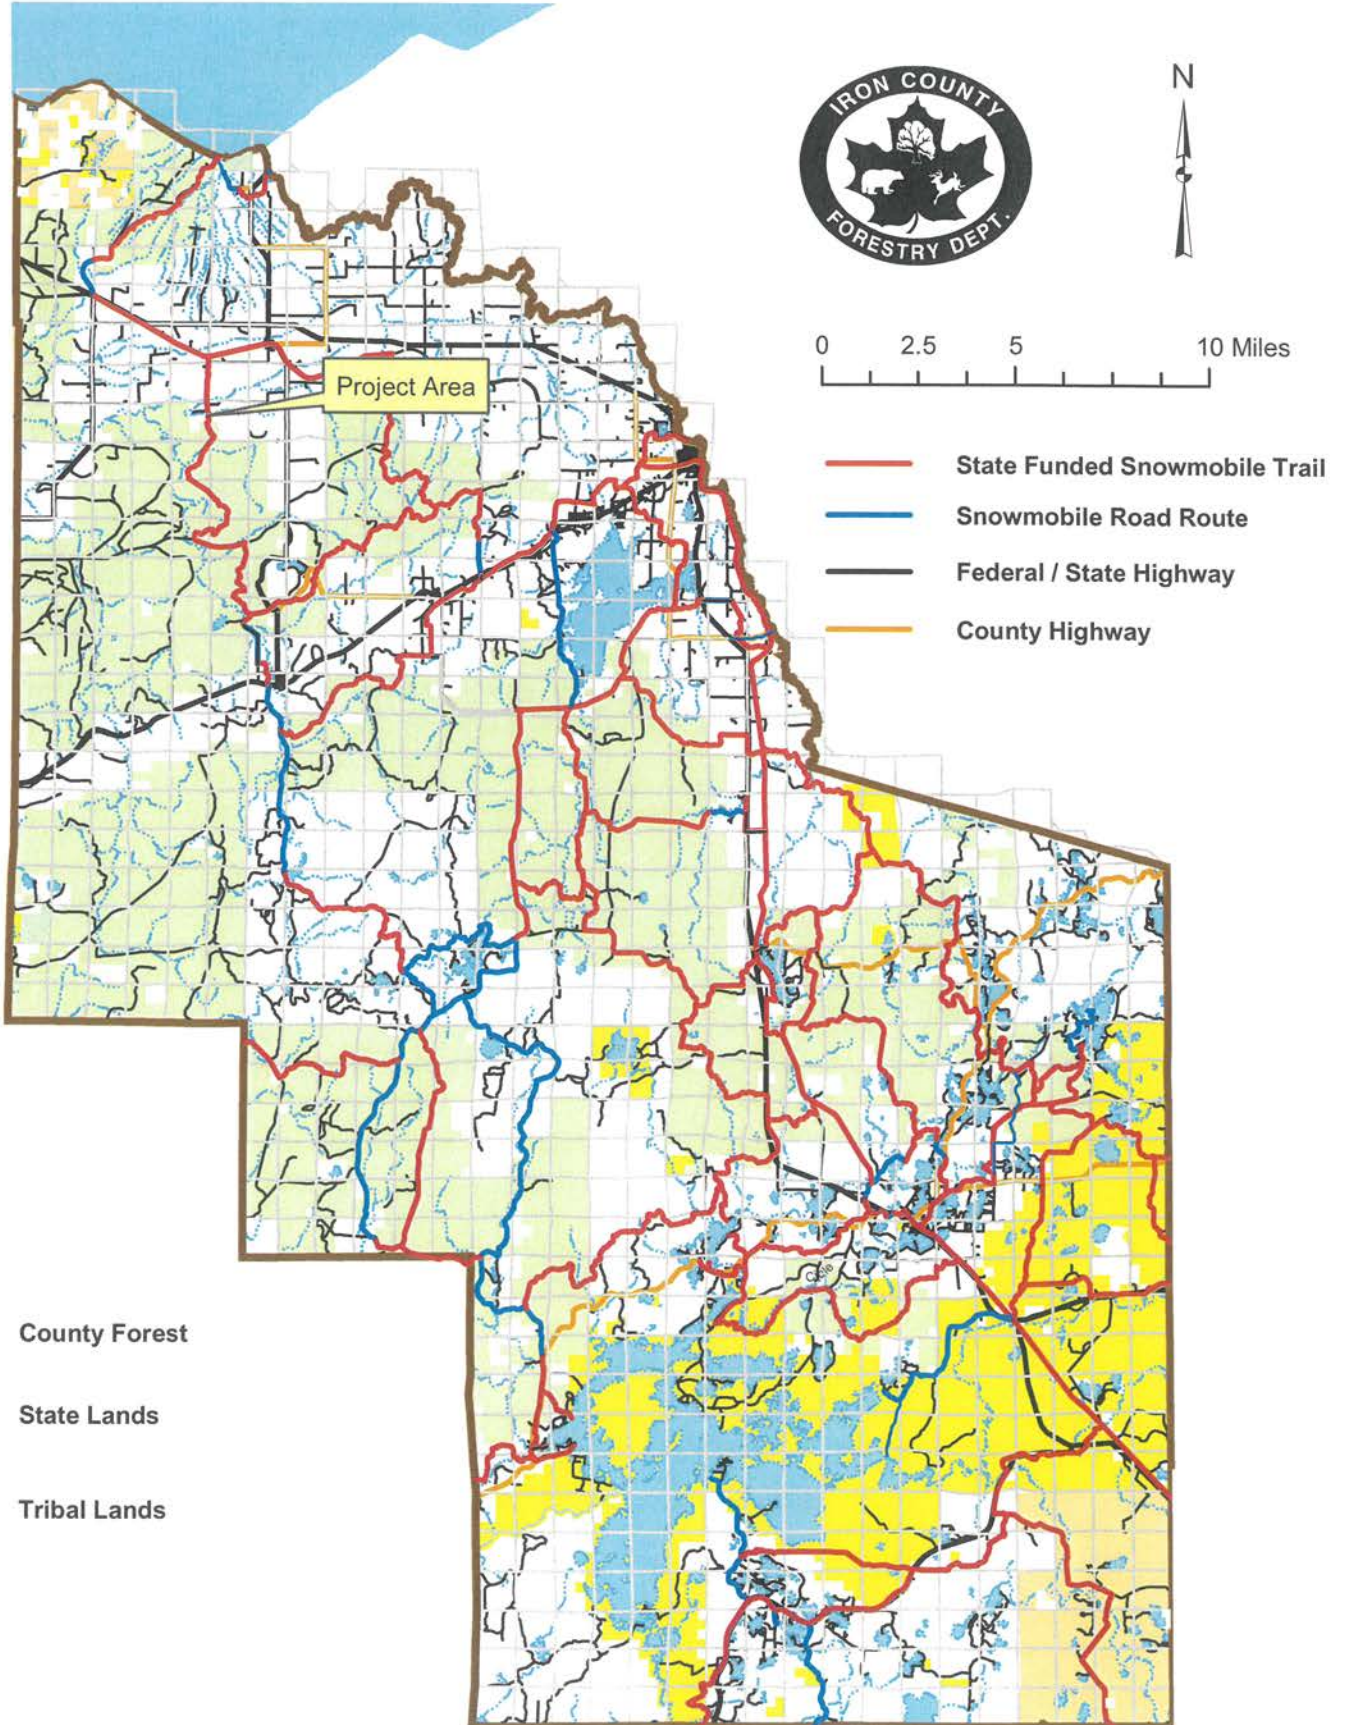 IRON COUNTY
FORESTRY DEPT.
N
0 2.5 5 10 Miles
Project Area
State Funded Snowmobile Trail
Snowmobile Road Route
Federal / State Highway
County Highway
County Forest
State Lands
Tribal Lands